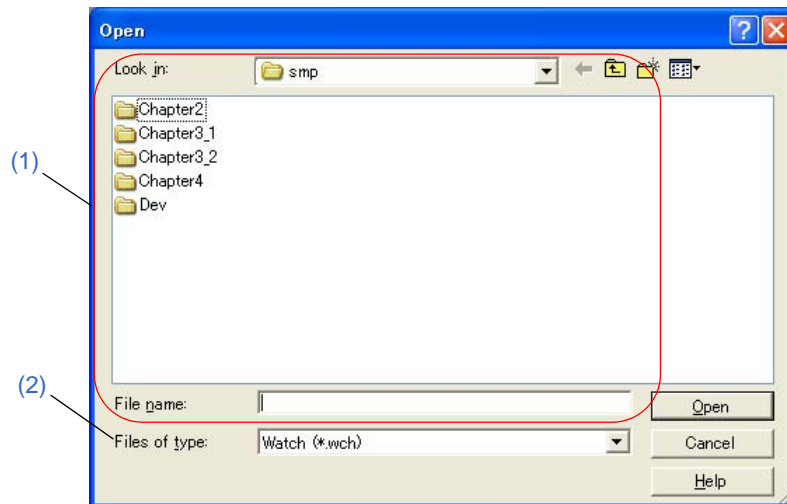 Open
Look in: smp
Chapter2
Chapter3_1
(1)
Chapter3_2
Chapter4
Dev
(2)
File name: Open
Files of type: Watch (*.wch) Cancel
Help